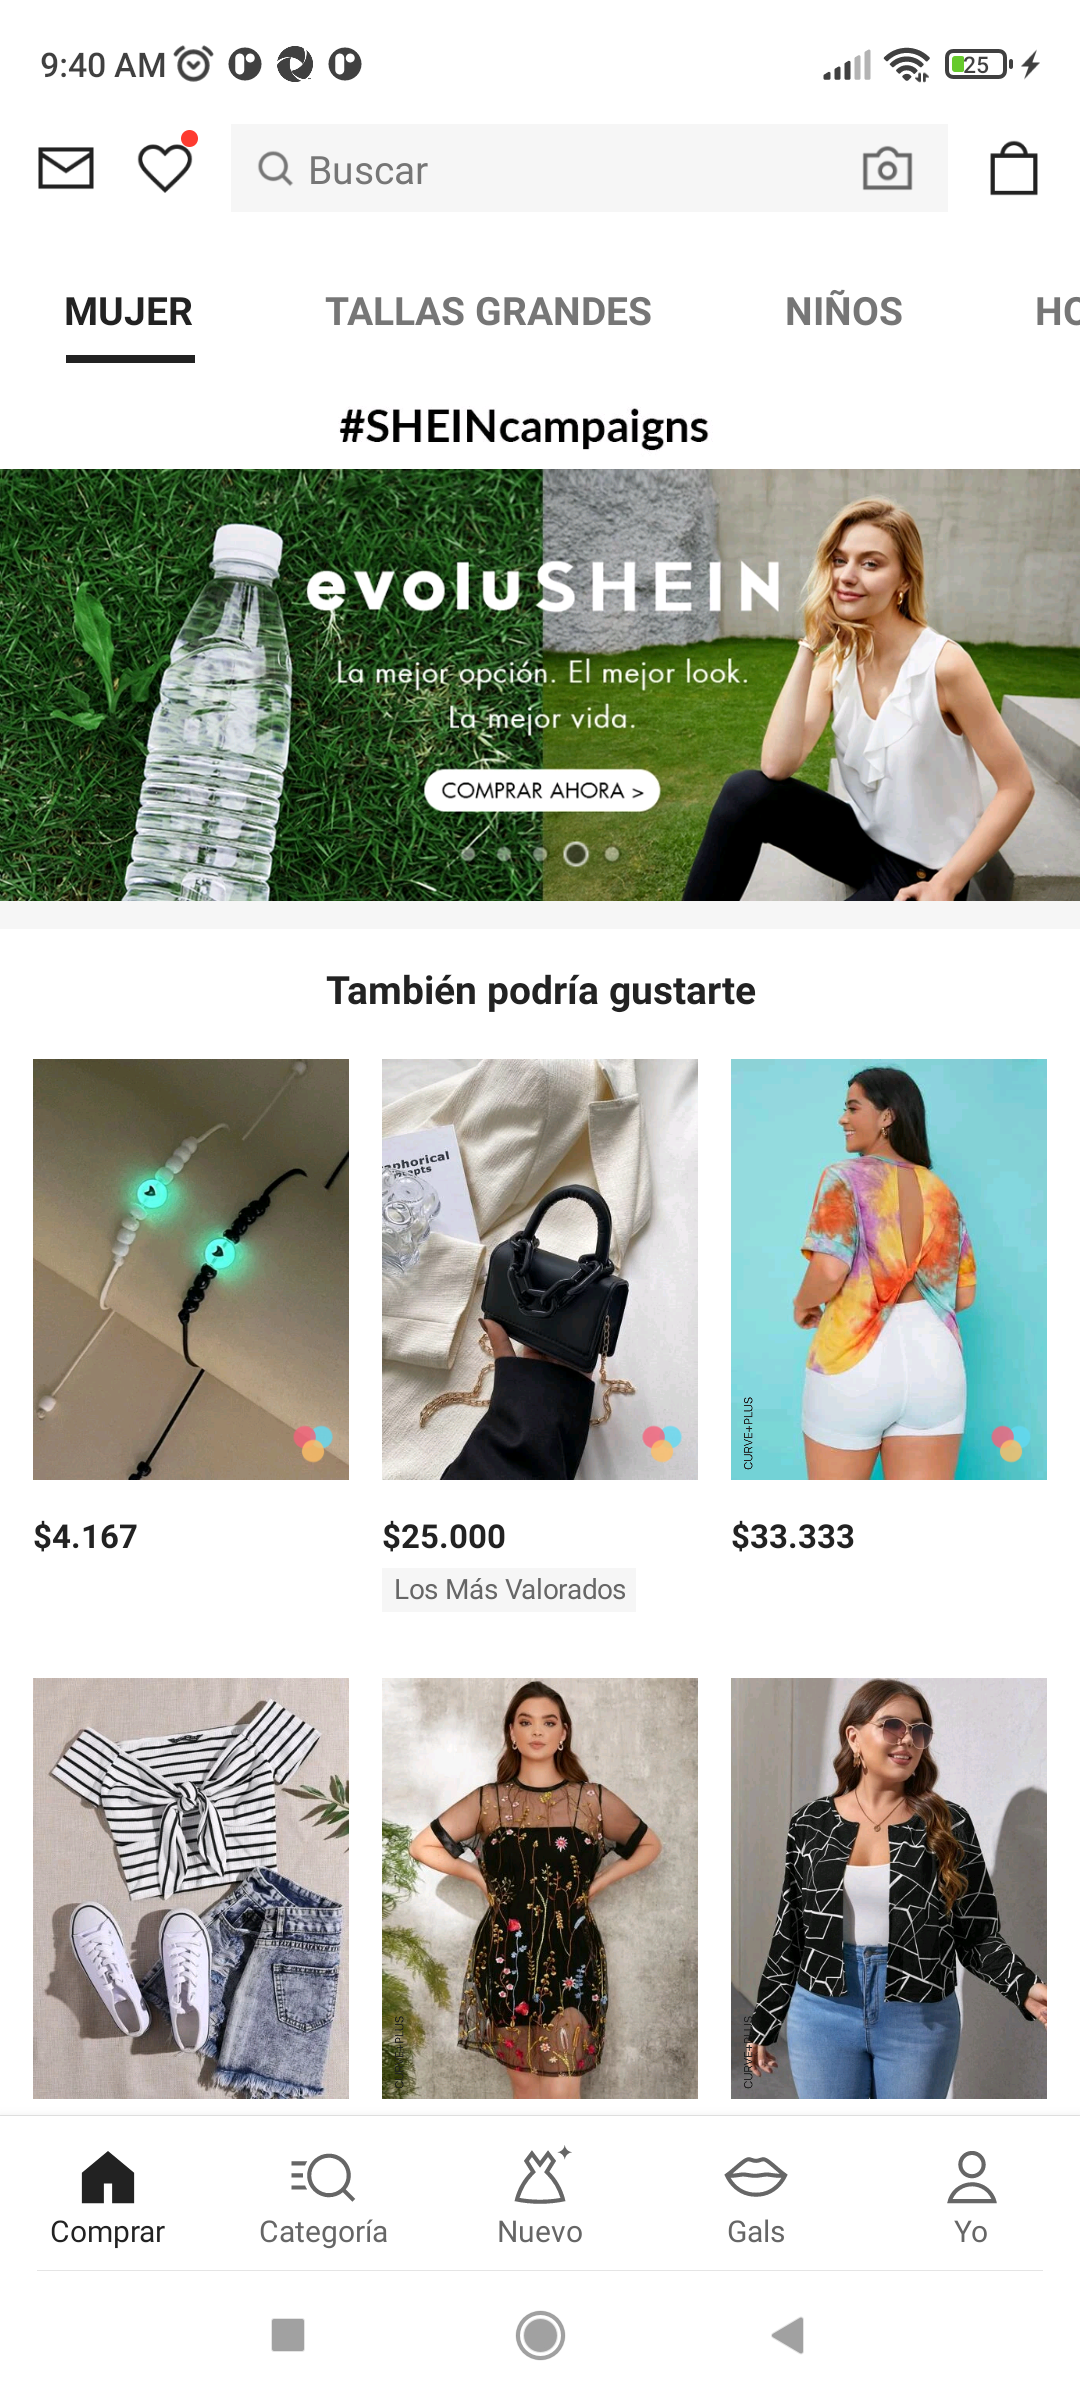 9:40 AM
25
Buscar
MUJER
TALLAS GRANDES
NIÑOS
HO
#SHEINcampaigns
evoluSHEIN
La mejor opción. El mejor look.
La mejor vida.
COMPRAR AHORA >
También podría gustarte
CURVE+PLUS
$4.167
$25.000
$33.333
Los Más Valorados
CURVE+PLUS
CURVE+PLUS
Comprar
Categoría
Nuevo
Gals
Yo